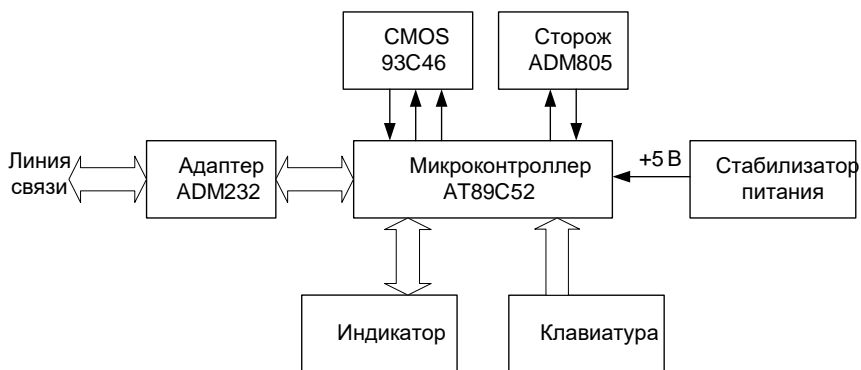 CMOS
93C46
Сторож
ADM805
Линия
связи
Адаптер
ADM232
Микроконтроллер
AT89C52
+5 В
Стабилизатор
питания
Индикатор
Клавиатура